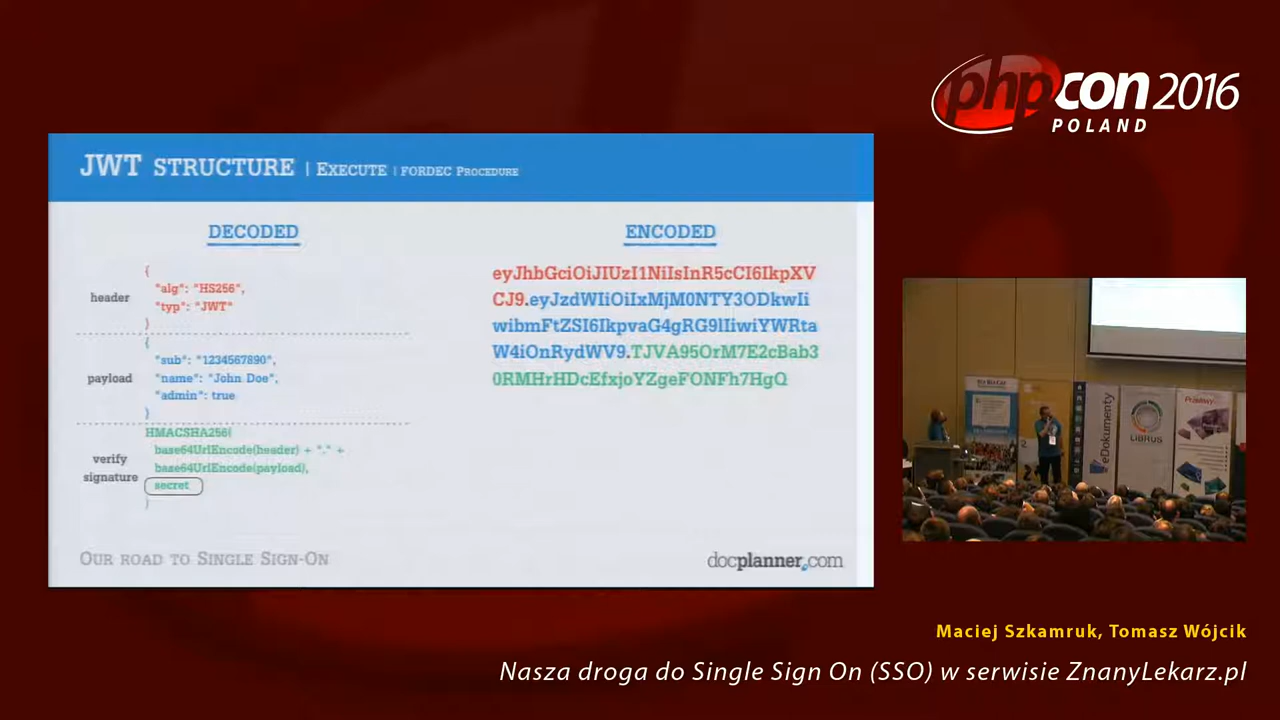 phpcon 2016
POLAND
JWT STRUCTURE | EXECUTE | FORDEC PROCEDURE
DECODED
header
{
"alg": "HS256",
"typ": "JWT"
}
payload
{
"sub": "1234567890",
"name": "John Doe",
"admin": true
}
verify
signature
HMACSHA256(
base64UrlEncode(header) + "." +
base64UrlEncode(payload),
secret
)
ENCODED
eyJhbGciOiJIUzI1NiIsInR5cCI6IkpXV
CJ9.eyJzdWIiOiIxMjM0NTY3ODkwIi
wibmFtZSI6IkpvaG4gRG9lIiwiYWRta
W4iOnRydWV9.TJVA95OrM7E2cBab3
0RMHrHDcEfxjoYZgeFONFh7HgQ
OUR ROAD TO SINGLE SIGN-ON
docplanner.com
eDokumenty
LIBRUS
Maciej Szkamruk, Tomasz Wójcik
Nasza droga do Single Sign On (SSO) w serwisie ZnanyLekarz.pl